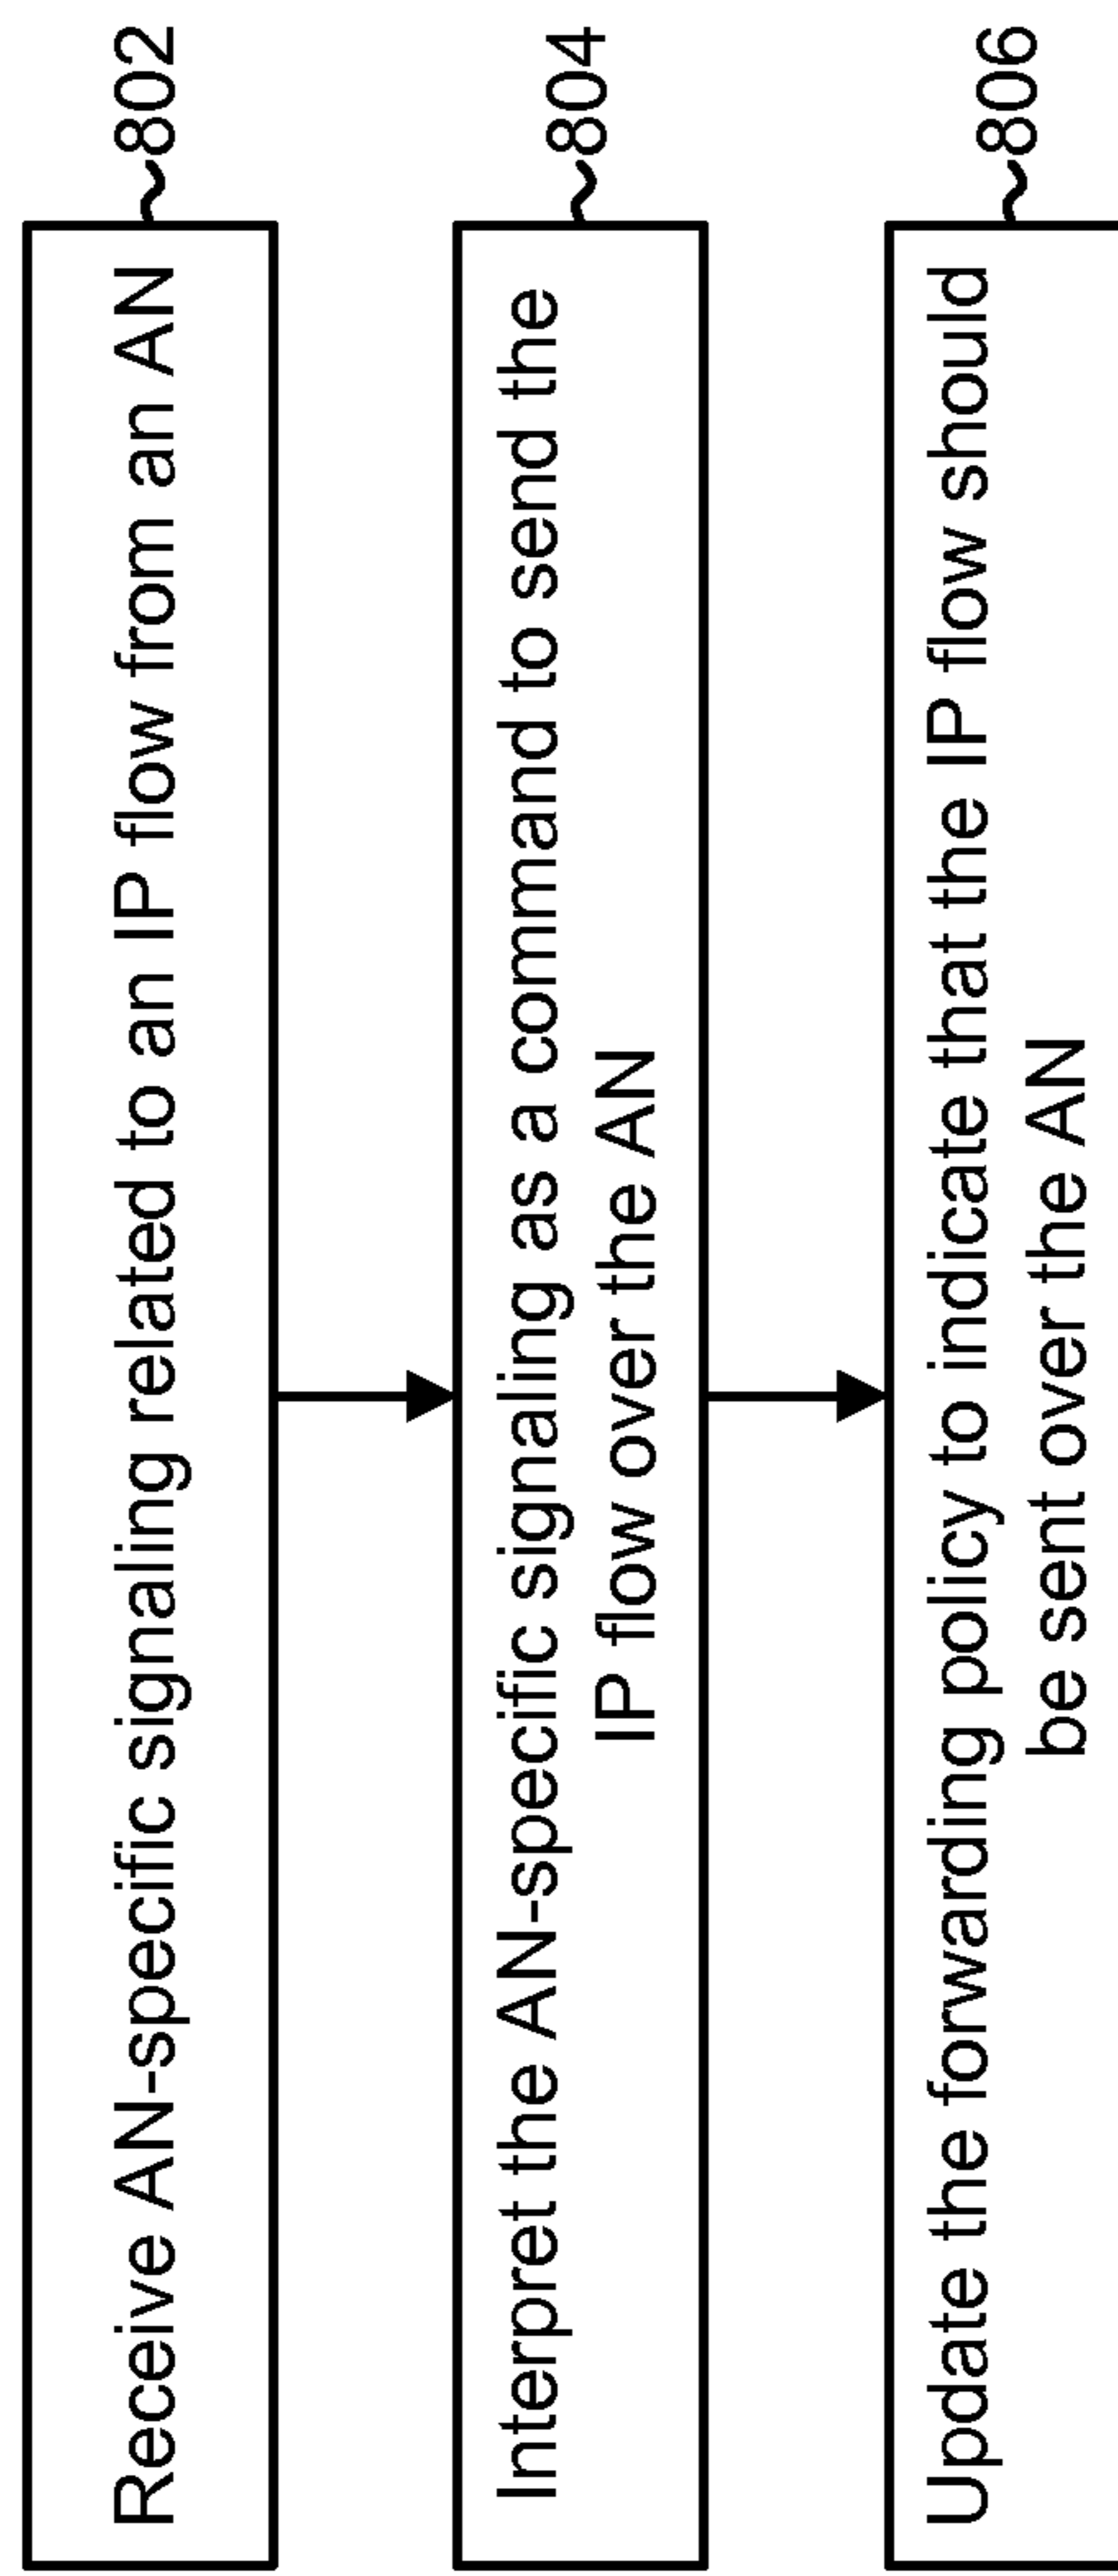 Receive AN-specific signaling related to an IP flow from an AN
802
Interpret the AN-specific signaling as a command to send the
IP flow over the AN
804
Update the forwarding policy to indicate that the IP flow should
be sent over the AN
806